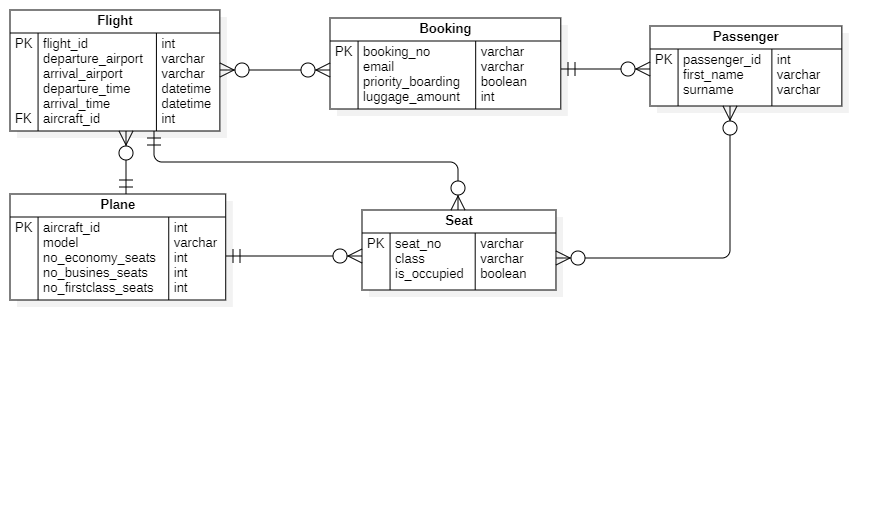 Flight
PK flight_id int
departure_airport varchar
arrival_airport varchar
departure_time datetime
arrival_time datetime
FK aircraft_id int
Booking
PK booking_no varchar
email varchar
priority_boarding boolean
luggage_amount int
Passenger
PK passenger_id int
first_name varchar
surname varchar
Plane
PK aircraft_id int
model varchar
no_economy_seats int
no_busines_seats int
no_firstclass_seats int
Seat
PK seat_no varchar
class varchar
is_occupied boolean